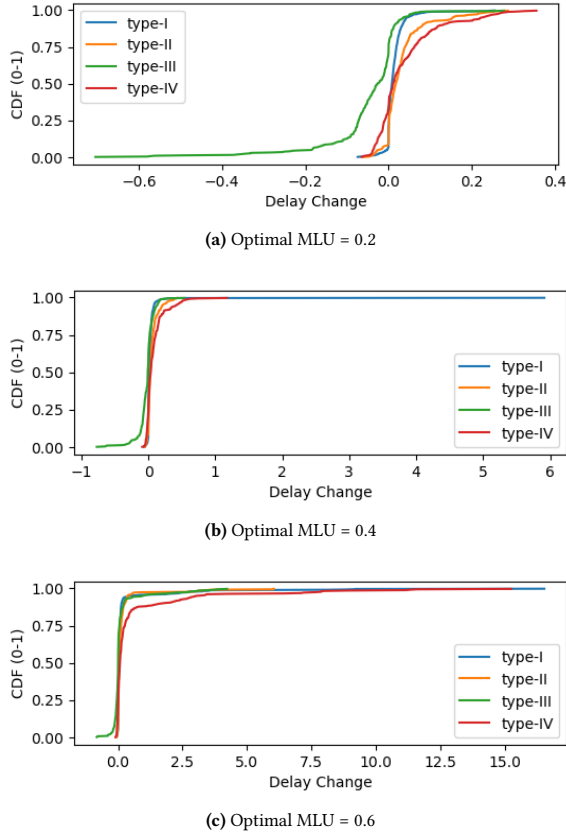 1.00
0.75
0.50
0.25
0.00
CDF (0-1)
type-I
type-II
type-III
type-IV
−0.6
−0.4
−0.2
0.0
0.2
0.4
Delay Change
(a) Optimal MLU = 0.2
1.00
0.75
0.50
0.25
0.00
CDF (0-1)
type-I
type-II
type-III
type-IV
−1
0
1
2
3
4
5
6
Delay Change
(b) Optimal MLU = 0.4
1.00
0.75
0.50
0.25
0.00
CDF (0-1)
type-I
type-II
type-III
type-IV
0.0
2.5
5.0
7.5
10.0
12.5
15.0
Delay Change
(c) Optimal MLU = 0.6